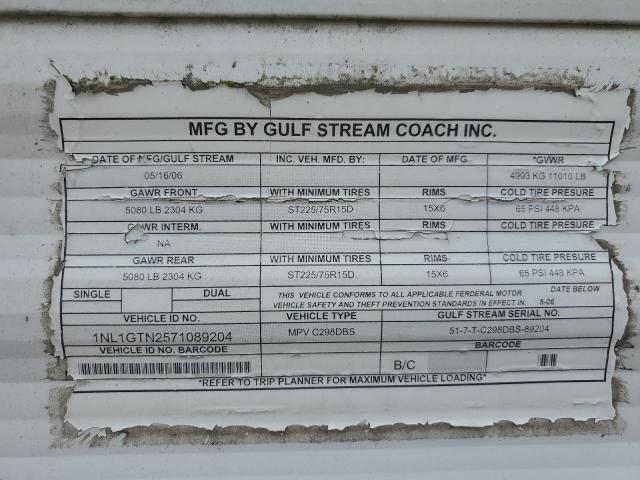 MFG BY GULF STREAM COACH INC.
DATE OF MFG/GULF STREAM INC. VEH. MFD. BY: DATE OF MFG. *GVWR
05/16/06 4993 KG 11010 LB
GAWR FRONT WITH MINIMUM TIRES RIMS COLD TIRE PRESURE
5080 LB 2304 KG ST225/75R15D 15X6 65 PSI 448 KPA
GAWR INTERM. WITH MINIMUM TIRES RIMS COLD TIRE PRESURE
NA
GAWR REAR WITH MINIMUM TIRES RIMS COLD TIRE PRESURE
5080 LB 2304 KG ST225/75R15D 15X6 65 PSI 448 KPA
SINGLE DUAL THIS VEHICLE CONFORMS TO ALL APPLICABLE FERDERAL MOTOR DATE BELOW
VEHICLE SAFETY AND THEFT PREVENTION STANDARDS IN EFFECT IN: 5-06
VEHICLE ID NO. MODEL GULF STREAM SERIAL NO.
1NL1GTN2571089204 MPV C298DBS 51-7-T-C298DBS-89204
VEHICLE ID NO. BARCODE BARCODE
B/C
*REFER TO TRIP PLANNER FOR MAXIMUM VEHICLE LOADING*